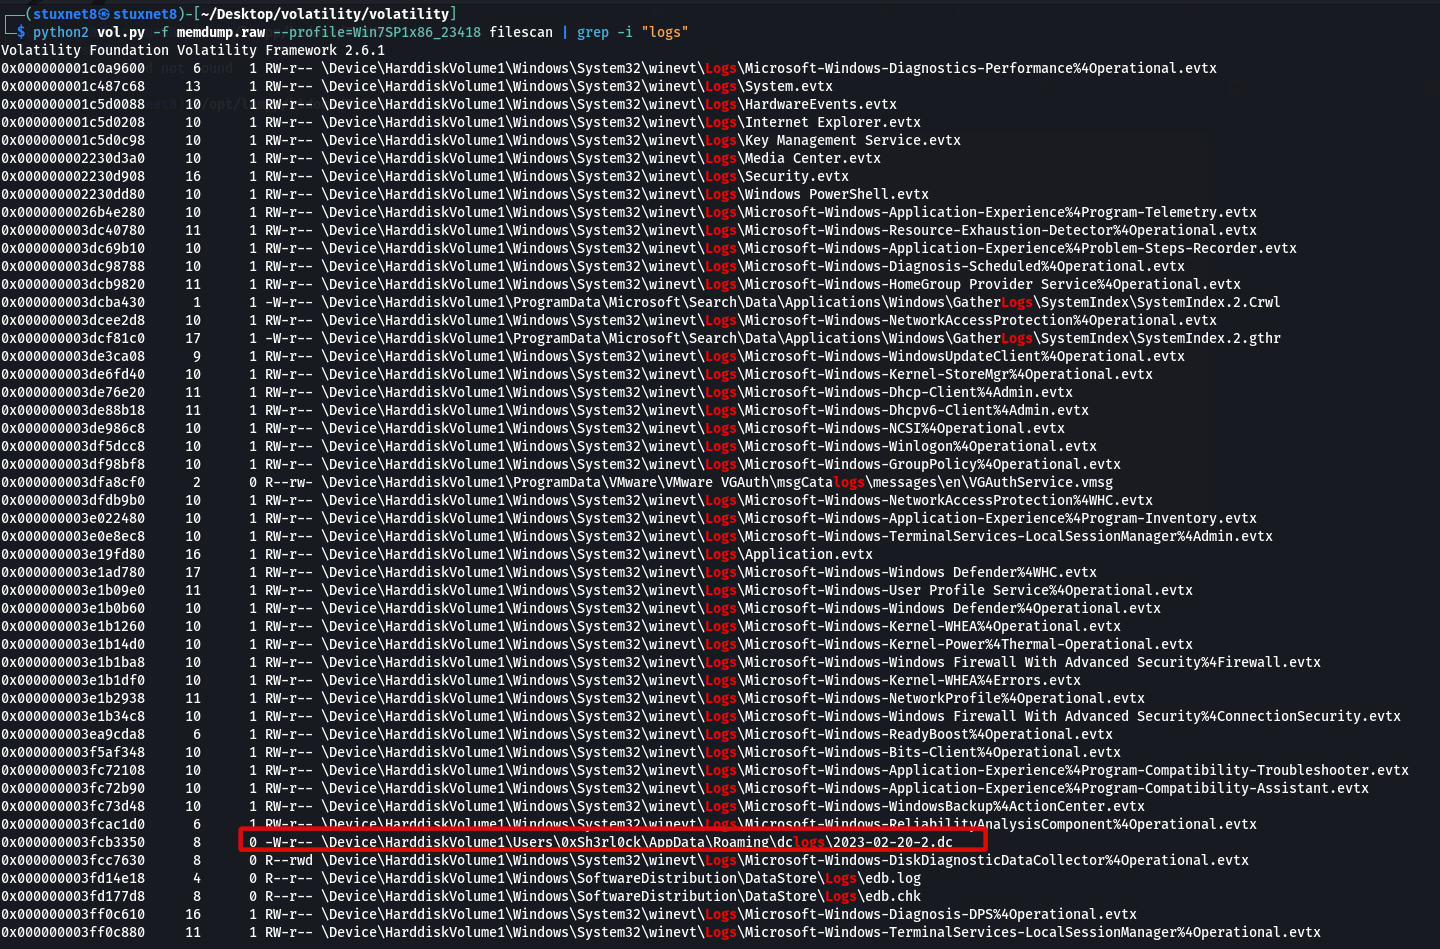 (stuxnet8㉿stuxnet8)-[~/Desktop/volatility/volatility]
$ python2 vol.py -f memdump.raw --profile=Win7SP1x86_23418 filescan | grep -i "logs"
Volatility Foundation Volatility Framework 2.6.1
0x000000001c0a9600 6 1 RW-r-- \Device\HarddiskVolume1\Windows\System32\winevt\Logs\Microsoft-Windows-Diagnostics-Performance%4Operational.evtx
0x000000001c487c68 13 1 RW-r-- \Device\HarddiskVolume1\Windows\System32\winevt\Logs\System.evtx
0x000000001c5d0088 10 1 RW-r-- \Device\HarddiskVolume1\Windows\System32\winevt\Logs\HardwareEvents.evtx
0x000000001c5d0208 10 1 RW-r-- \Device\HarddiskVolume1\Windows\System32\winevt\Logs\Internet Explorer.evtx
0x000000001c5d0c98 10 1 RW-r-- \Device\HarddiskVolume1\Windows\System32\winevt\Logs\Key Management Service.evtx
0x000000002230d3a0 10 1 RW-r-- \Device\HarddiskVolume1\Windows\System32\winevt\Logs\Media Center.evtx
0x000000002230d908 16 1 RW-r-- \Device\HarddiskVolume1\Windows\System32\winevt\Logs\Security.evtx
0x000000002230dd80 10 1 RW-r-- \Device\HarddiskVolume1\Windows\System32\winevt\Logs\Windows PowerShell.evtx
0x0000000026b4e280 10 1 RW-r-- \Device\HarddiskVolume1\Windows\System32\winevt\Logs\Microsoft-Windows-Application-Experience%4Program-Telemetry.evtx
0x000000003dc40780 11 1 RW-r-- \Device\HarddiskVolume1\Windows\System32\winevt\Logs\Microsoft-Windows-Resource-Exhaustion-Detector%4Operational.evtx
0x000000003dc69b10 10 1 RW-r-- \Device\HarddiskVolume1\Windows\System32\winevt\Logs\Microsoft-Windows-Application-Experience%4Problem-Steps-Recorder.evtx
0x000000003dc98788 10 1 RW-r-- \Device\HarddiskVolume1\Windows\System32\winevt\Logs\Microsoft-Windows-Diagnosis-Scheduled%4Operational.evtx
0x000000003dcb9820 11 1 RW-r-- \Device\HarddiskVolume1\Windows\System32\winevt\Logs\Microsoft-Windows-HomeGroup Provider Service%4Operational.evtx
0x000000003dcba430 1 1 -W-r-- \Device\HarddiskVolume1\ProgramData\Microsoft\Search\Data\Applications\Windows\GatherLogs\SystemIndex\SystemIndex.2.Crwl
0x000000003dcee2d8 10 1 RW-r-- \Device\HarddiskVolume1\Windows\System32\winevt\Logs\Microsoft-Windows-NetworkAccessProtection%4Operational.evtx
0x000000003dcf81c0 17 1 -W-r-- \Device\HarddiskVolume1\ProgramData\Microsoft\Search\Data\Applications\Windows\GatherLogs\SystemIndex\SystemIndex.2.gthr
0x000000003de3ca08 9 1 RW-r-- \Device\HarddiskVolume1\Windows\System32\winevt\Logs\Microsoft-Windows-WindowsUpdateClient%4Operational.evtx
0x000000003de6fd40 10 1 RW-r-- \Device\HarddiskVolume1\Windows\System32\winevt\Logs\Microsoft-Windows-Kernel-StoreMgr%4Operational.evtx
0x000000003de76e20 11 1 RW-r-- \Device\HarddiskVolume1\Windows\System32\winevt\Logs\Microsoft-Windows-Dhcp-Client%4Admin.evtx
0x000000003de88b18 11 1 RW-r-- \Device\HarddiskVolume1\Windows\System32\winevt\Logs\Microsoft-Windows-Dhcpv6-Client%4Admin.evtx
0x000000003de986c8 10 1 RW-r-- \Device\HarddiskVolume1\Windows\System32\winevt\Logs\Microsoft-Windows-NCSI%4Operational.evtx
0x000000003df5dcc8 10 1 RW-r-- \Device\HarddiskVolume1\Windows\System32\winevt\Logs\Microsoft-Windows-Winlogon%4Operational.evtx
0x000000003df98bf8 10 1 RW-r-- \Device\HarddiskVolume1\Windows\System32\winevt\Logs\Microsoft-Windows-GroupPolicy%4Operational.evtx
0x000000003dfa8cf0 2 0 R--rw- \Device\HarddiskVolume1\ProgramData\VMware\VMware VGAuth\msgCatalogs\messages\en\VGAuthService.vmsg
0x000000003dfdb9b0 10 1 RW-r-- \Device\HarddiskVolume1\Windows\System32\winevt\Logs\Microsoft-Windows-NetworkAccessProtection%4WHC.evtx
0x000000003e022480 10 1 RW-r-- \Device\HarddiskVolume1\Windows\System32\winevt\Logs\Microsoft-Windows-Application-Experience%4Program-Inventory.evtx
0x000000003e0e8ec8 10 1 RW-r-- \Device\HarddiskVolume1\Windows\System32\winevt\Logs\Microsoft-Windows-TerminalServices-LocalSessionManager%4Admin.evtx
0x000000003e19fd80 16 1 RW-r-- \Device\HarddiskVolume1\Windows\System32\winevt\Logs\Application.evtx
0x000000003e1ad780 17 1 RW-r-- \Device\HarddiskVolume1\Windows\System32\winevt\Logs\Microsoft-Windows-Windows Defender%4WHC.evtx
0x000000003e1b09e0 11 1 RW-r-- \Device\HarddiskVolume1\Windows\System32\winevt\Logs\Microsoft-Windows-User Profile Service%4Operational.evtx
0x000000003e1b0b60 10 1 RW-r-- \Device\HarddiskVolume1\Windows\System32\winevt\Logs\Microsoft-Windows-Windows Defender%4Operational.evtx
0x000000003e1b1260 10 1 RW-r-- \Device\HarddiskVolume1\Windows\System32\winevt\Logs\Microsoft-Windows-Kernel-WHEA%4Operational.evtx
0x000000003e1b14d0 10 1 RW-r-- \Device\HarddiskVolume1\Windows\System32\winevt\Logs\Microsoft-Windows-Kernel-Power%4Thermal-Operational.evtx
0x000000003e1b1ba8 10 1 RW-r-- \Device\HarddiskVolume1\Windows\System32\winevt\Logs\Microsoft-Windows-Windows Firewall With Advanced Security%4Firewall.evtx
0x000000003e1b1df0 10 1 RW-r-- \Device\HarddiskVolume1\Windows\System32\winevt\Logs\Microsoft-Windows-Kernel-WHEA%4Errors.evtx
0x000000003e1b2938 11 1 RW-r-- \Device\HarddiskVolume1\Windows\System32\winevt\Logs\Microsoft-Windows-NetworkProfile%4Operational.evtx
0x000000003e1b34c8 10 1 RW-r-- \Device\HarddiskVolume1\Windows\System32\winevt\Logs\Microsoft-Windows-Windows Firewall With Advanced Security%4ConnectionSecurity.evtx
0x000000003ea9cda8 6 1 RW-r-- \Device\HarddiskVolume1\Windows\System32\winevt\Logs\Microsoft-Windows-ReadyBoost%4Operational.evtx
0x000000003f5af348 10 1 RW-r-- \Device\HarddiskVolume1\Windows\System32\winevt\Logs\Microsoft-Windows-Bits-Client%4Operational.evtx
0x000000003fc72108 10 1 RW-r-- \Device\HarddiskVolume1\Windows\System32\winevt\Logs\Microsoft-Windows-Application-Experience%4Program-Compatibility-Troubleshooter.evtx
0x000000003fc72b90 10 1 RW-r-- \Device\HarddiskVolume1\Windows\System32\winevt\Logs\Microsoft-Windows-Application-Experience%4Program-Compatibility-Assistant.evtx
0x000000003fc73d48 10 1 RW-r-- \Device\HarddiskVolume1\Windows\System32\winevt\Logs\Microsoft-Windows-WindowsBackup%4ActionCenter.evtx
0x000000003fcac1d0 6 1 RW-r-- \Device\HarddiskVolume1\Windows\System32\winevt\Logs\Microsoft-Windows-ReliabilityAnalysisComponent%4Operational.evtx
0x000000003fcb3350 8 0 -W-r-- \Device\HarddiskVolume1\Users\0xSh3rl0ck\AppData\Roaming\dclogs\2023-02-20-2.dc
0x000000003fcc7630 8 0 R--rwd \Device\HarddiskVolume1\Windows\System32\winevt\Logs\Microsoft-Windows-DiskDiagnosticDataCollector%4Operational.evtx
0x000000003fd14e18 4 0 R--r-- \Device\HarddiskVolume1\Windows\SoftwareDistribution\DataStore\Logs\edb.log
0x000000003fd177d8 8 0 R--r-- \Device\HarddiskVolume1\Windows\SoftwareDistribution\DataStore\Logs\edb.chk
0x000000003ff0c610 16 1 RW-r-- \Device\HarddiskVolume1\Windows\System32\winevt\Logs\Microsoft-Windows-Diagnosis-DPS%4Operational.evtx
0x000000003ff0c880 11 1 RW-r-- \Device\HarddiskVolume1\Windows\System32\winevt\Logs\Microsoft-Windows-TerminalServices-LocalSessionManager%4Operational.evtx